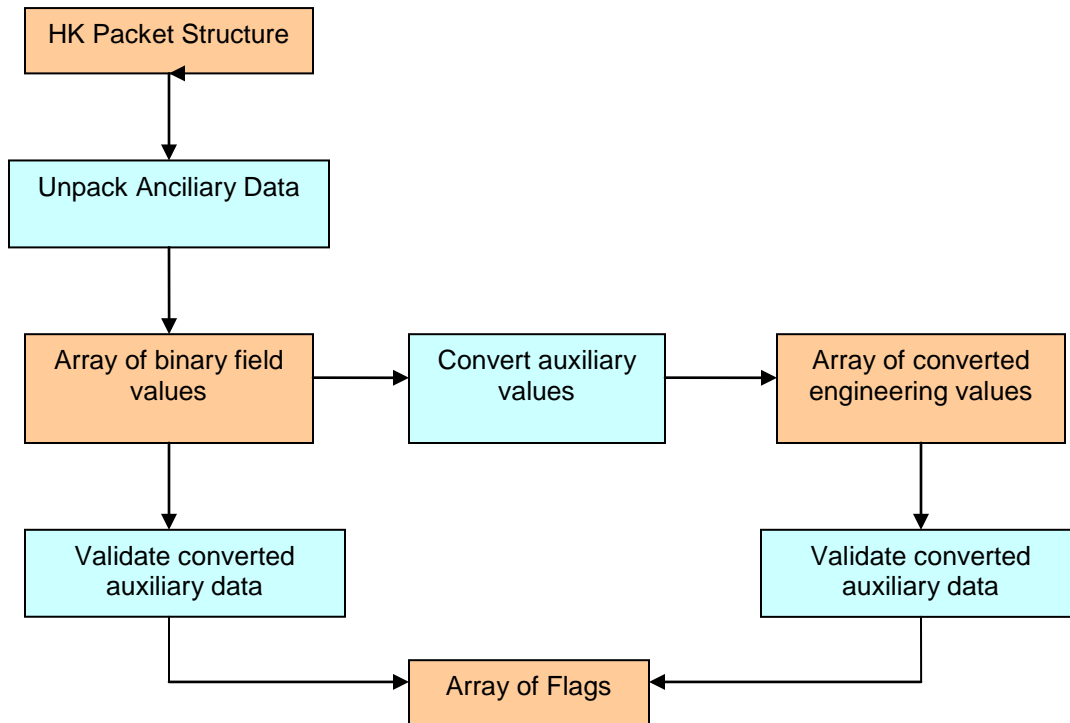 HK Packet Structure
Unpack Anciliary Data
Array of binary field
values
Convert auxiliary
values
Array of converted
engineering values
Validate converted
auxiliary data
Validate converted
auxiliary data
Array of Flags